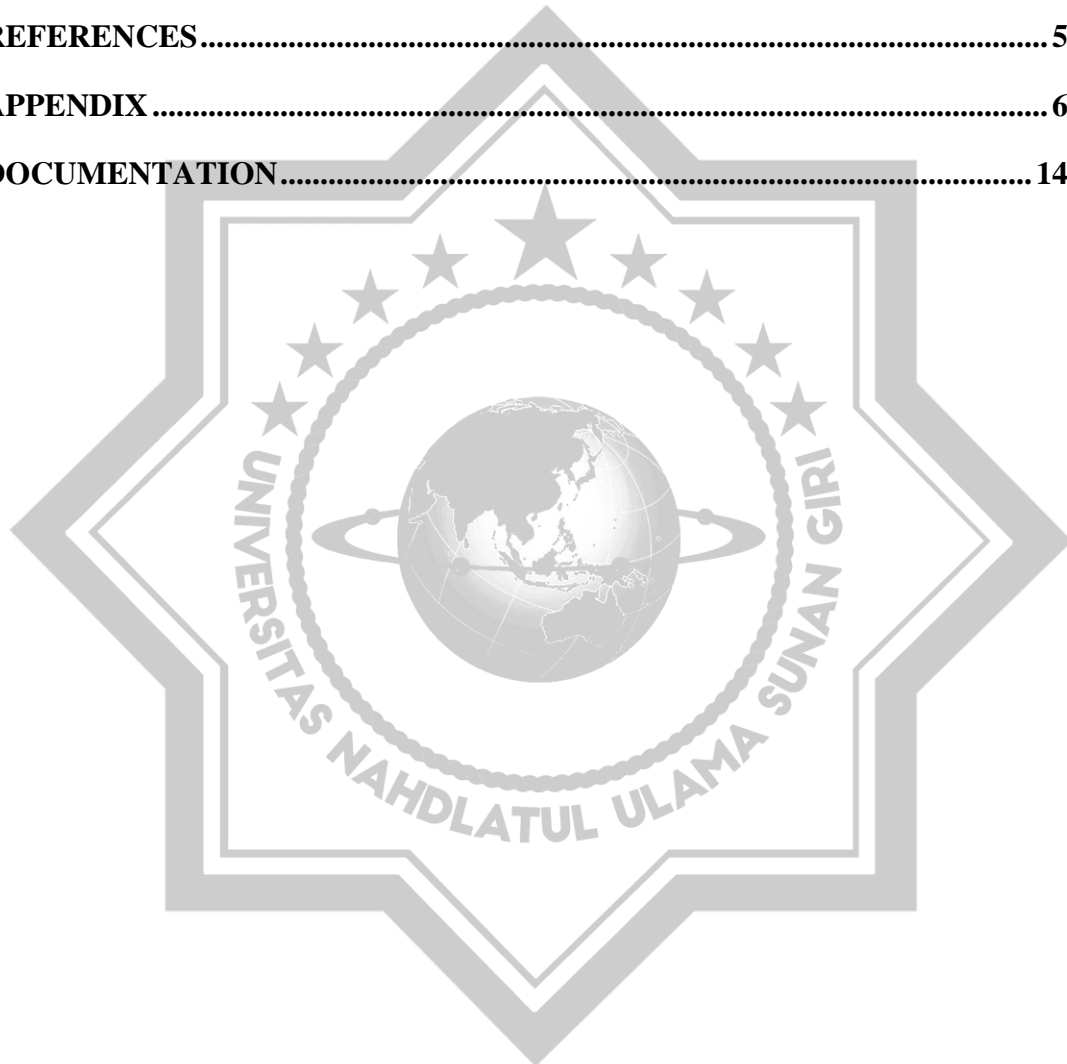 REFERENCES........................................................................................................ 5
APPENDIX ............................................................................................................. 6
DOCUMENTATION............................................................................................ 14
UNIVERSITAS NAHDLATUL ULAMA SUNAN GIRI